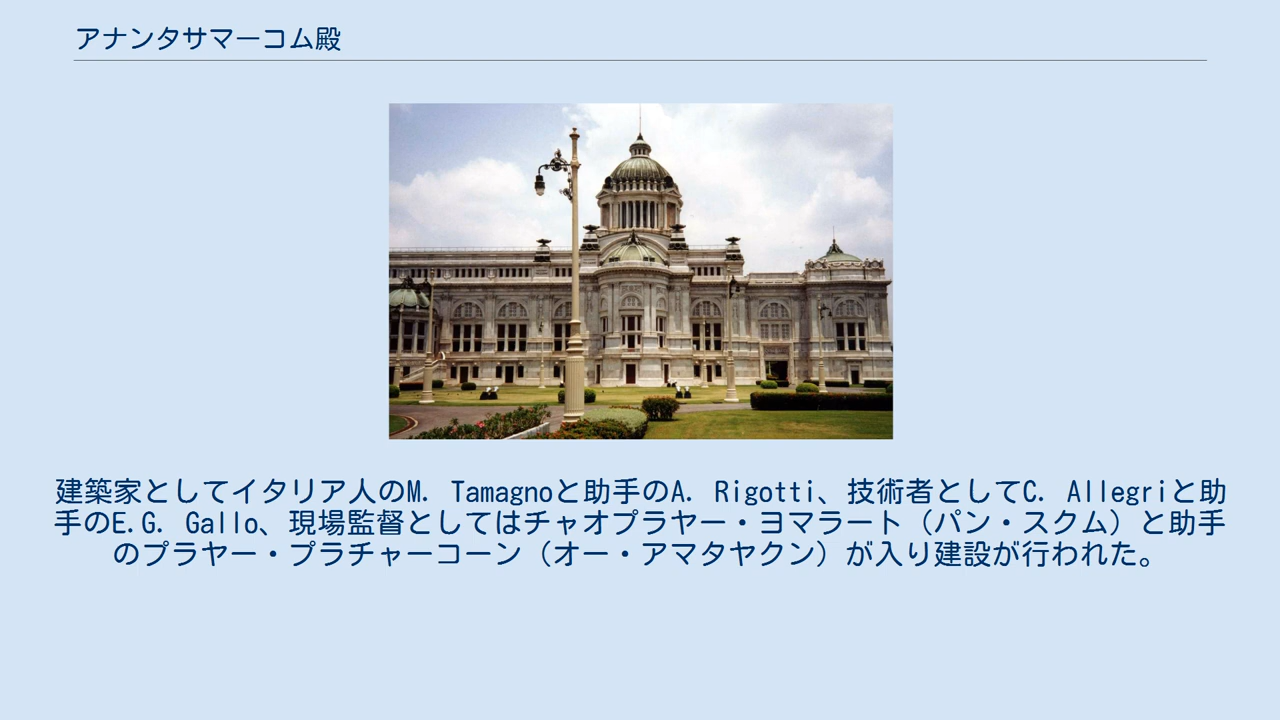 アナンタサマーコム殿
建築家としてイタリア人のM. Tamagnoと助手のA. Rigotti、技術者としてC. Allegriと助
手のE.G. Gallo、現場監督としてはチャオプラヤー・ヨマラート（パン・スクム）と助手
のプラヤー・プラチャーコーン（オー・アマタヤクン）が入り建設が行われた。